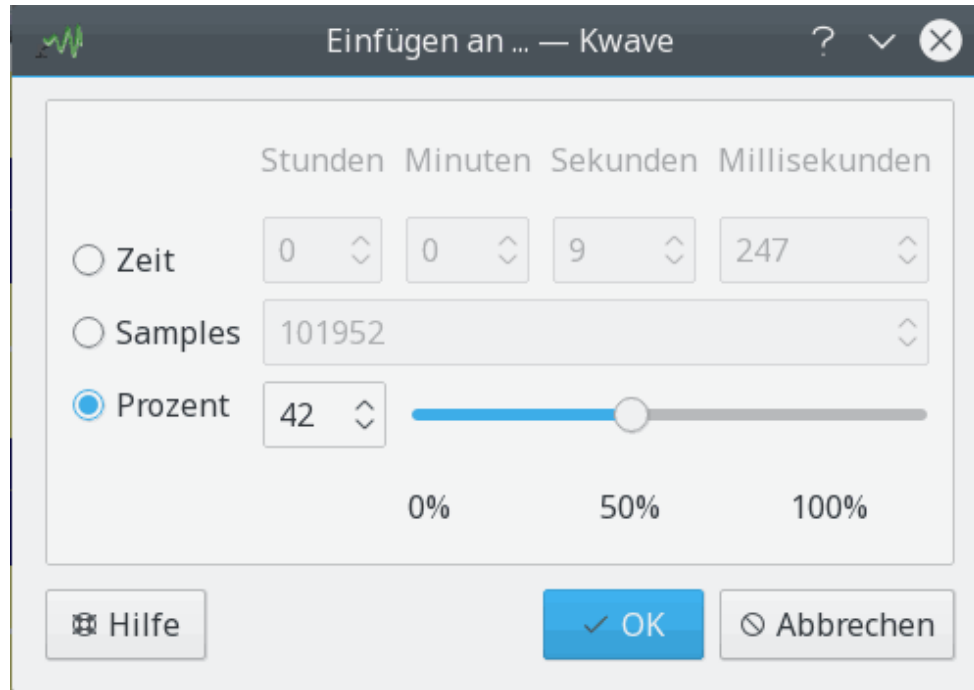 Einfügen an ... — Kwave
Stunden Minuten Sekunden Millisekunden
Zeit 0 0 9 247
Samples 101952
Prozent 42
0% 50% 100%
Hilfe OK Abbrechen